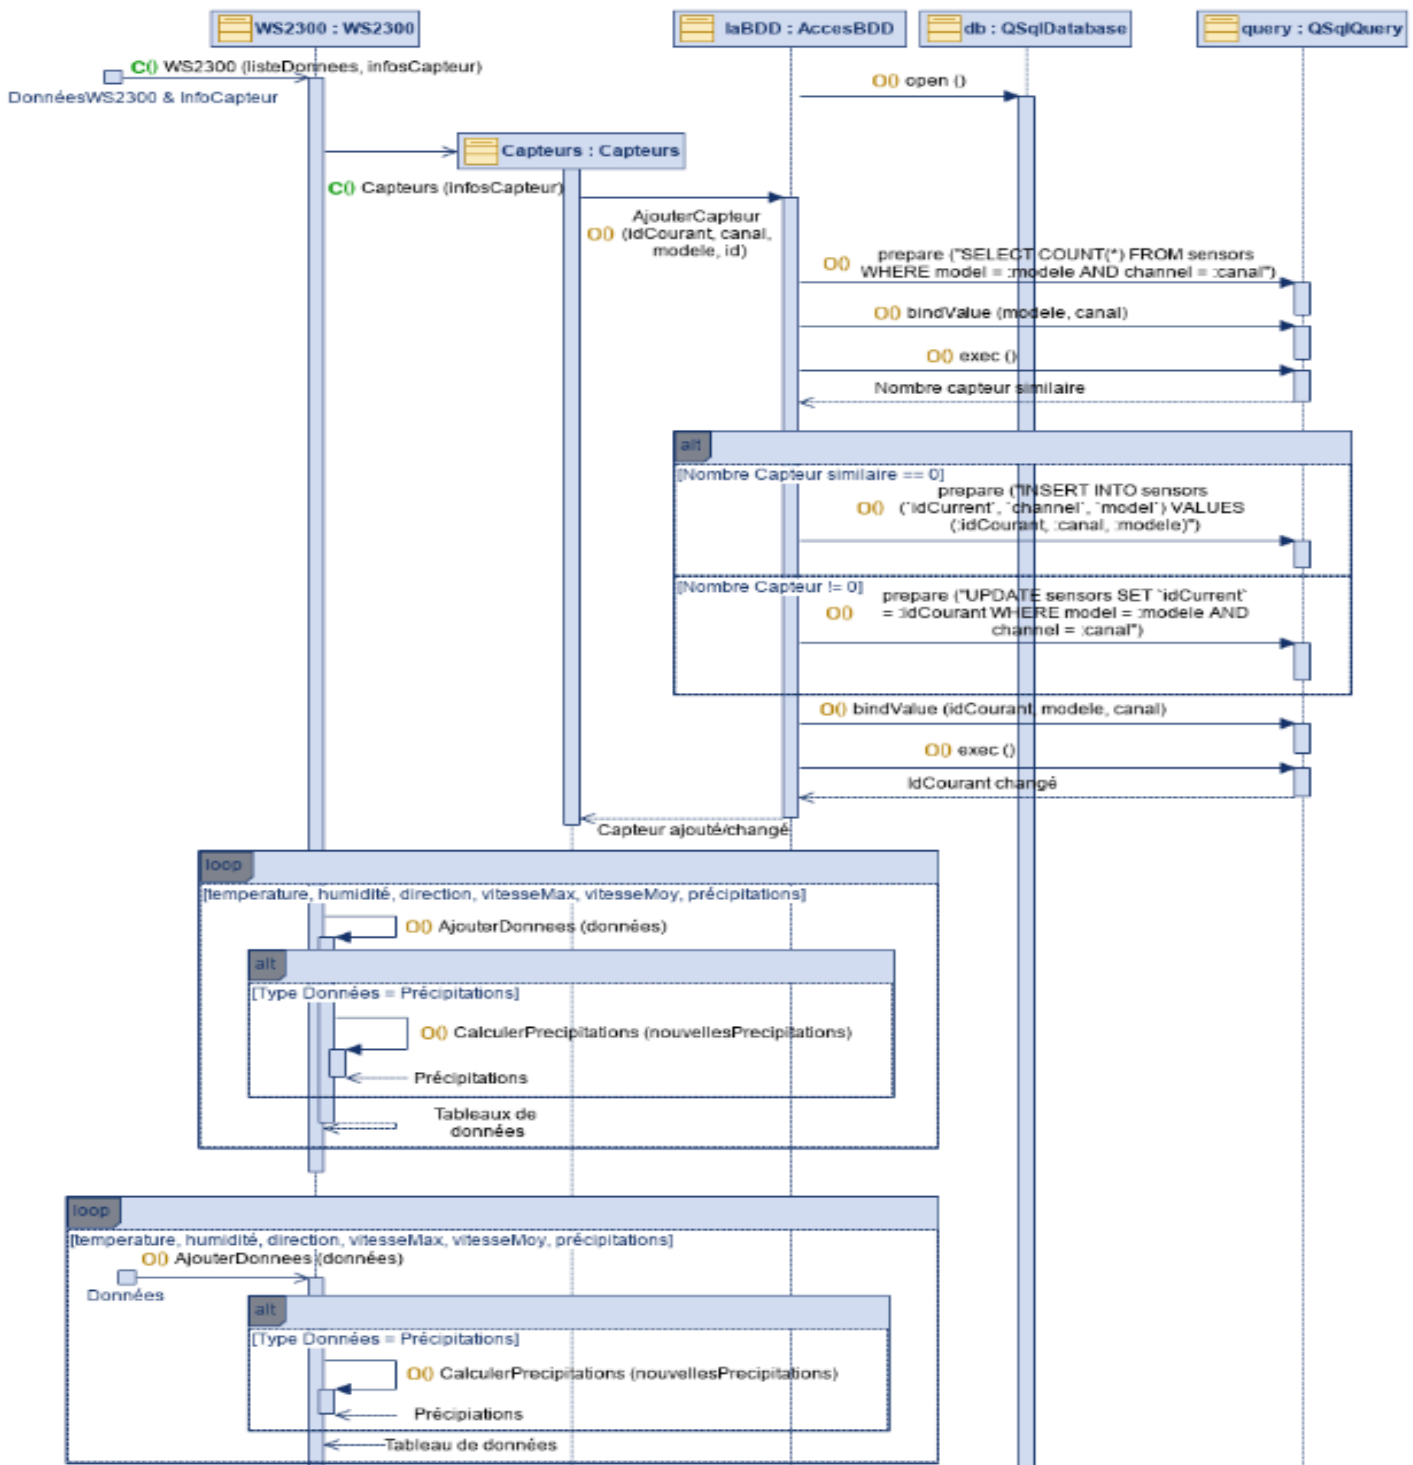 WS2300 : WS2300
laBDD : AccesBDD
db : QSqlDatabase
query : QSqlQuery
C() WS2300 (listeDonnees, infosCapteur)
DonnéesWS2300 & InfoCapteur
O() open ()
Capteurs : Capteurs
C() Capteurs (infosCapteur)
AjouterCapteur
O() (idCourant, canal,
modele, id)
prepare ("SELECT COUNT(*) FROM sensors
O() WHERE model = :modele AND channel = :canal")
O() bindValue (modele, canal)
O() exec ()
Nombre capteur similaire
alt
[Nombre Capteur similaire == 0]
prepare ("INSERT INTO sensors
O() (`idCurrent`, `channel`, `model`) VALUES
(:idCourant, :canal, :modele)")
[Nombre Capteur != 0]
prepare ("UPDATE sensors SET `idCurrent`
O() = :idCourant WHERE model = :modele AND
channel = :canal")
O() bindValue (idCourant, modele, canal)
O() exec ()
IdCourant changé
Capteur ajouté/changé
loop
[temperature, humidité, direction, vitesseMax, vitesseMoy, précipitations]
O() AjouterDonnees (données)
alt
[Type Données = Précipitations]
O() CalculerPrecipitations (nouvellesPrecipitations)
Précipitations
Tableaux de
données
loop
[temperature, humidité, direction, vitesseMax, vitesseMoy, précipitations]
O() AjouterDonnees (données)
Données
alt
[Type Données = Précipitations]
O() CalculerPrecipitations (nouvellesPrecipitations)
Précipiations
Tableau de données